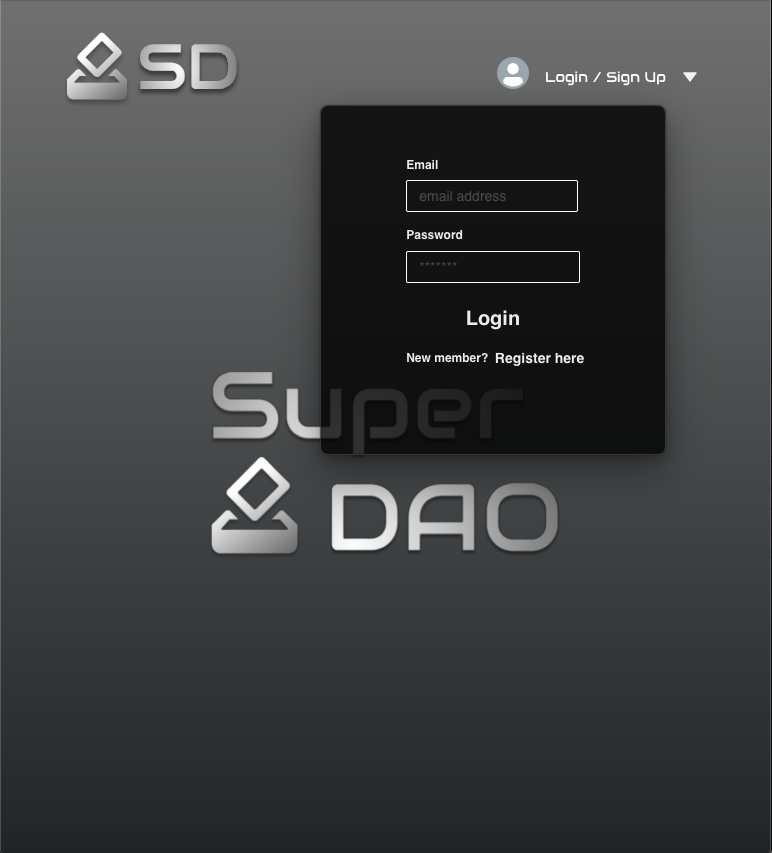 SD
Login / Sign Up
Email
email address
Password
*******
Login
New member? Register here
Super
DAO